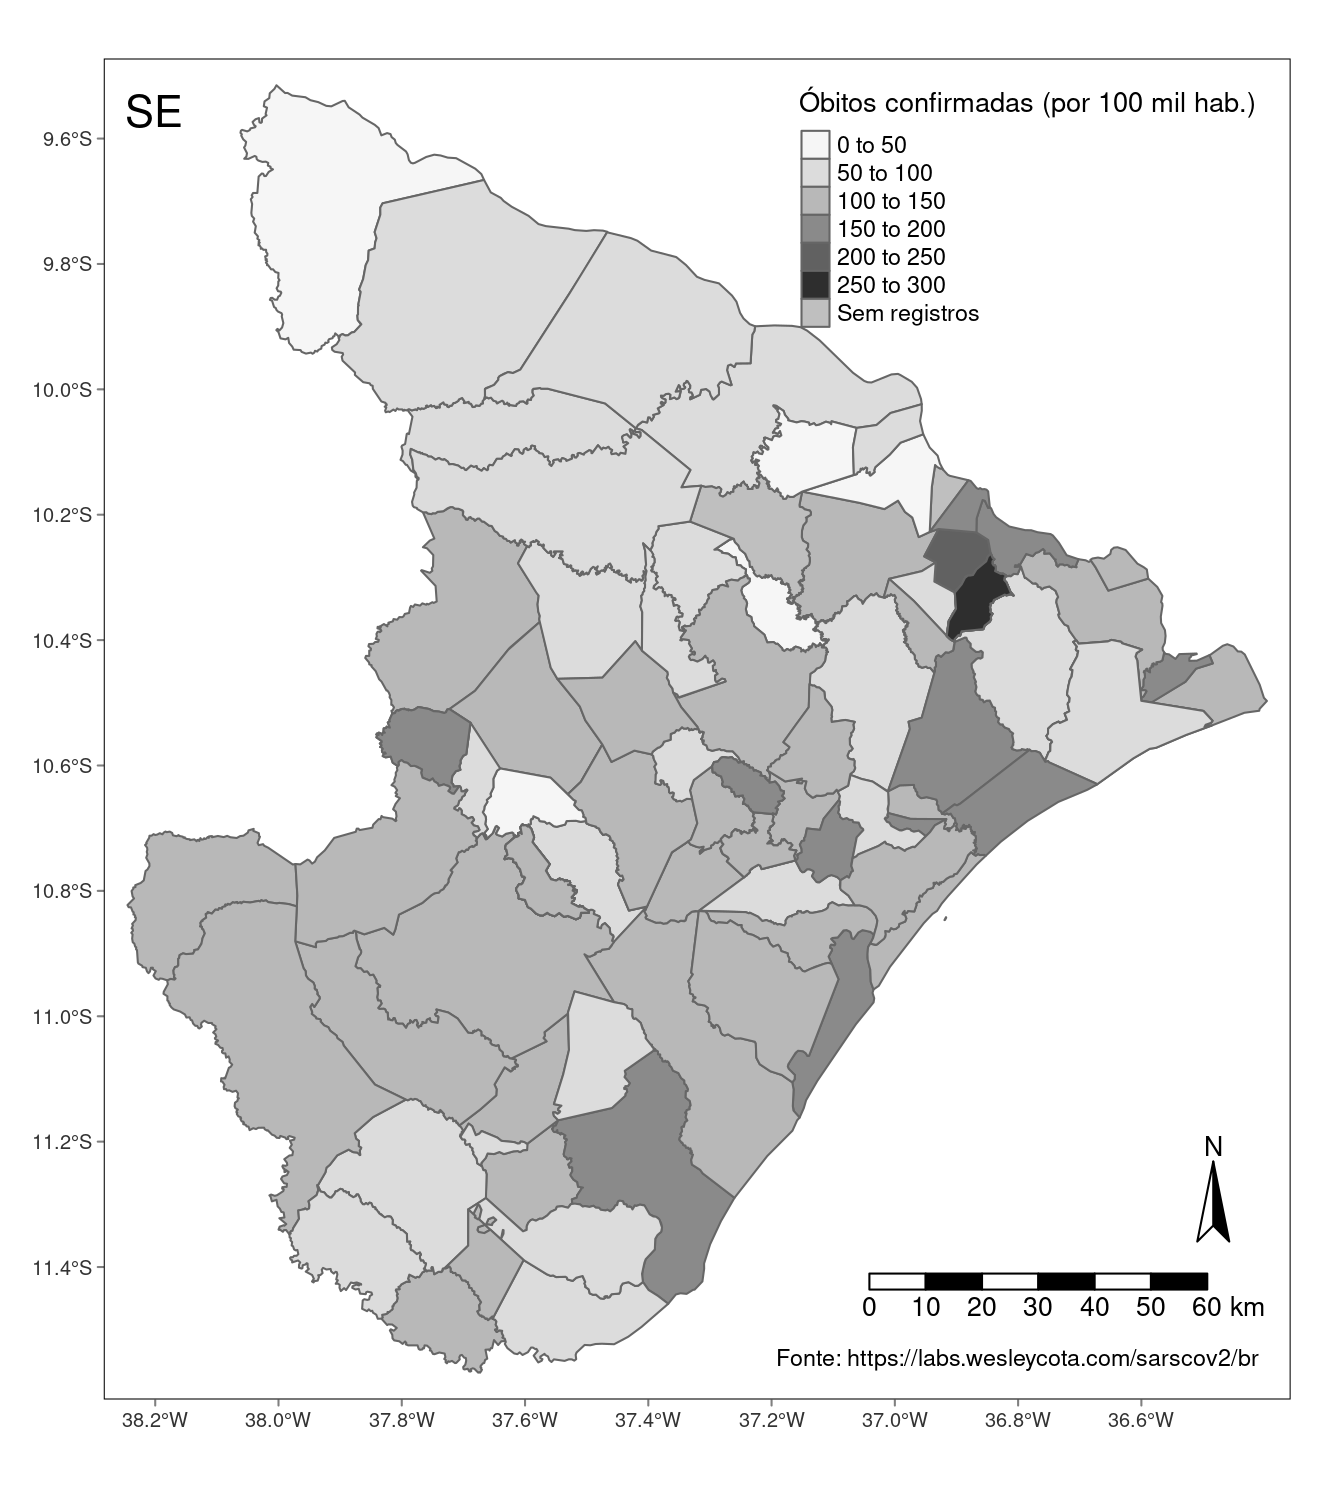 SE
Óbitos confirmadas (por 100 mil hab.)
0 to 50
50 to 100
100 to 150
150 to 200
200 to 250
250 to 300
Sem registros
9.6°S
9.8°S
10.0°S
10.2°S
10.4°S
10.6°S
10.8°S
11.0°S
11.2°S
11.4°S
N
0 10 20 30 40 50 60 km
Fonte: https://labs.wesleycota.com/sarscov2/br
38.2°W 38.0°W 37.8°W 37.6°W 37.4°W 37.2°W 37.0°W 36.8°W 36.6°W